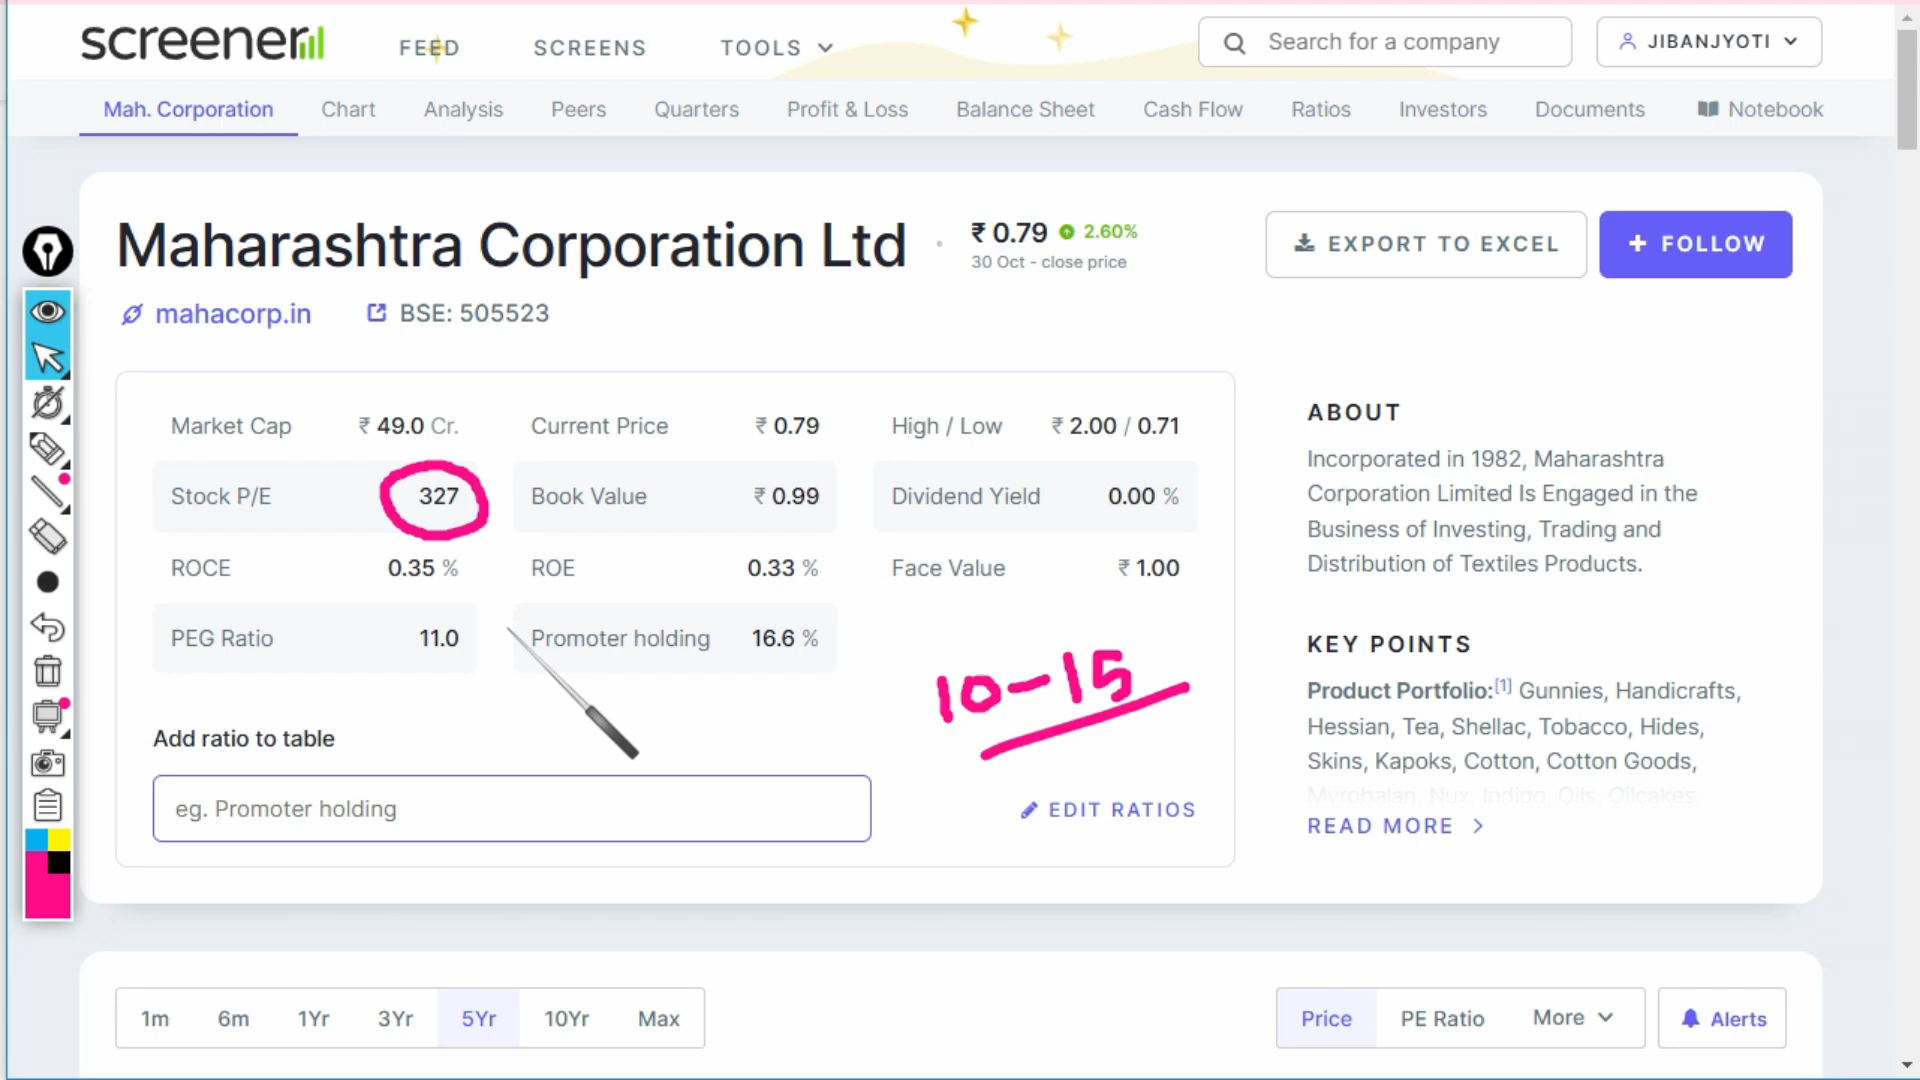 screener
FEED SCREENS TOOLS
Search for a company
JIBANJYOTI
Mah. Corporation Chart Analysis Peers Quarters Profit & Loss Balance Sheet Cash Flow Ratios Investors Documents Notebook
Maharashtra Corporation Ltd
₹ 0.79 2.60%
30 Oct - close price
EXPORT TO EXCEL
+ FOLLOW
mahacorp.in BSE: 505523
Market Cap ₹ 49.0 Cr. Current Price ₹ 0.79 High / Low ₹ 2.00 / 0.71
Stock P/E 327 Book Value ₹ 0.99 Dividend Yield 0.00 %
ROCE 0.35 % ROE 0.33 % Face Value ₹ 1.00
PEG Ratio 11.0 Promoter holding 16.6 %
10-15
Add ratio to table
eg. Promoter holding
EDIT RATIOS
ABOUT
Incorporated in 1982, Maharashtra
Corporation Limited Is Engaged in the
Business of Investing, Trading and
Distribution of Textiles Products.
KEY POINTS
Product Portfolio:[1] Gunnies, Handicrafts,
Hessian, Tea, Shellac, Tobacco, Hides,
Skins, Kapoks, Cotton, Cotton Goods,
Myrobalan, Nux, Indigo, Oils, Oilcakes,
READ MORE
1m 6m 1Yr 3Yr 5Yr 10Yr Max
Price PE Ratio More
Alerts